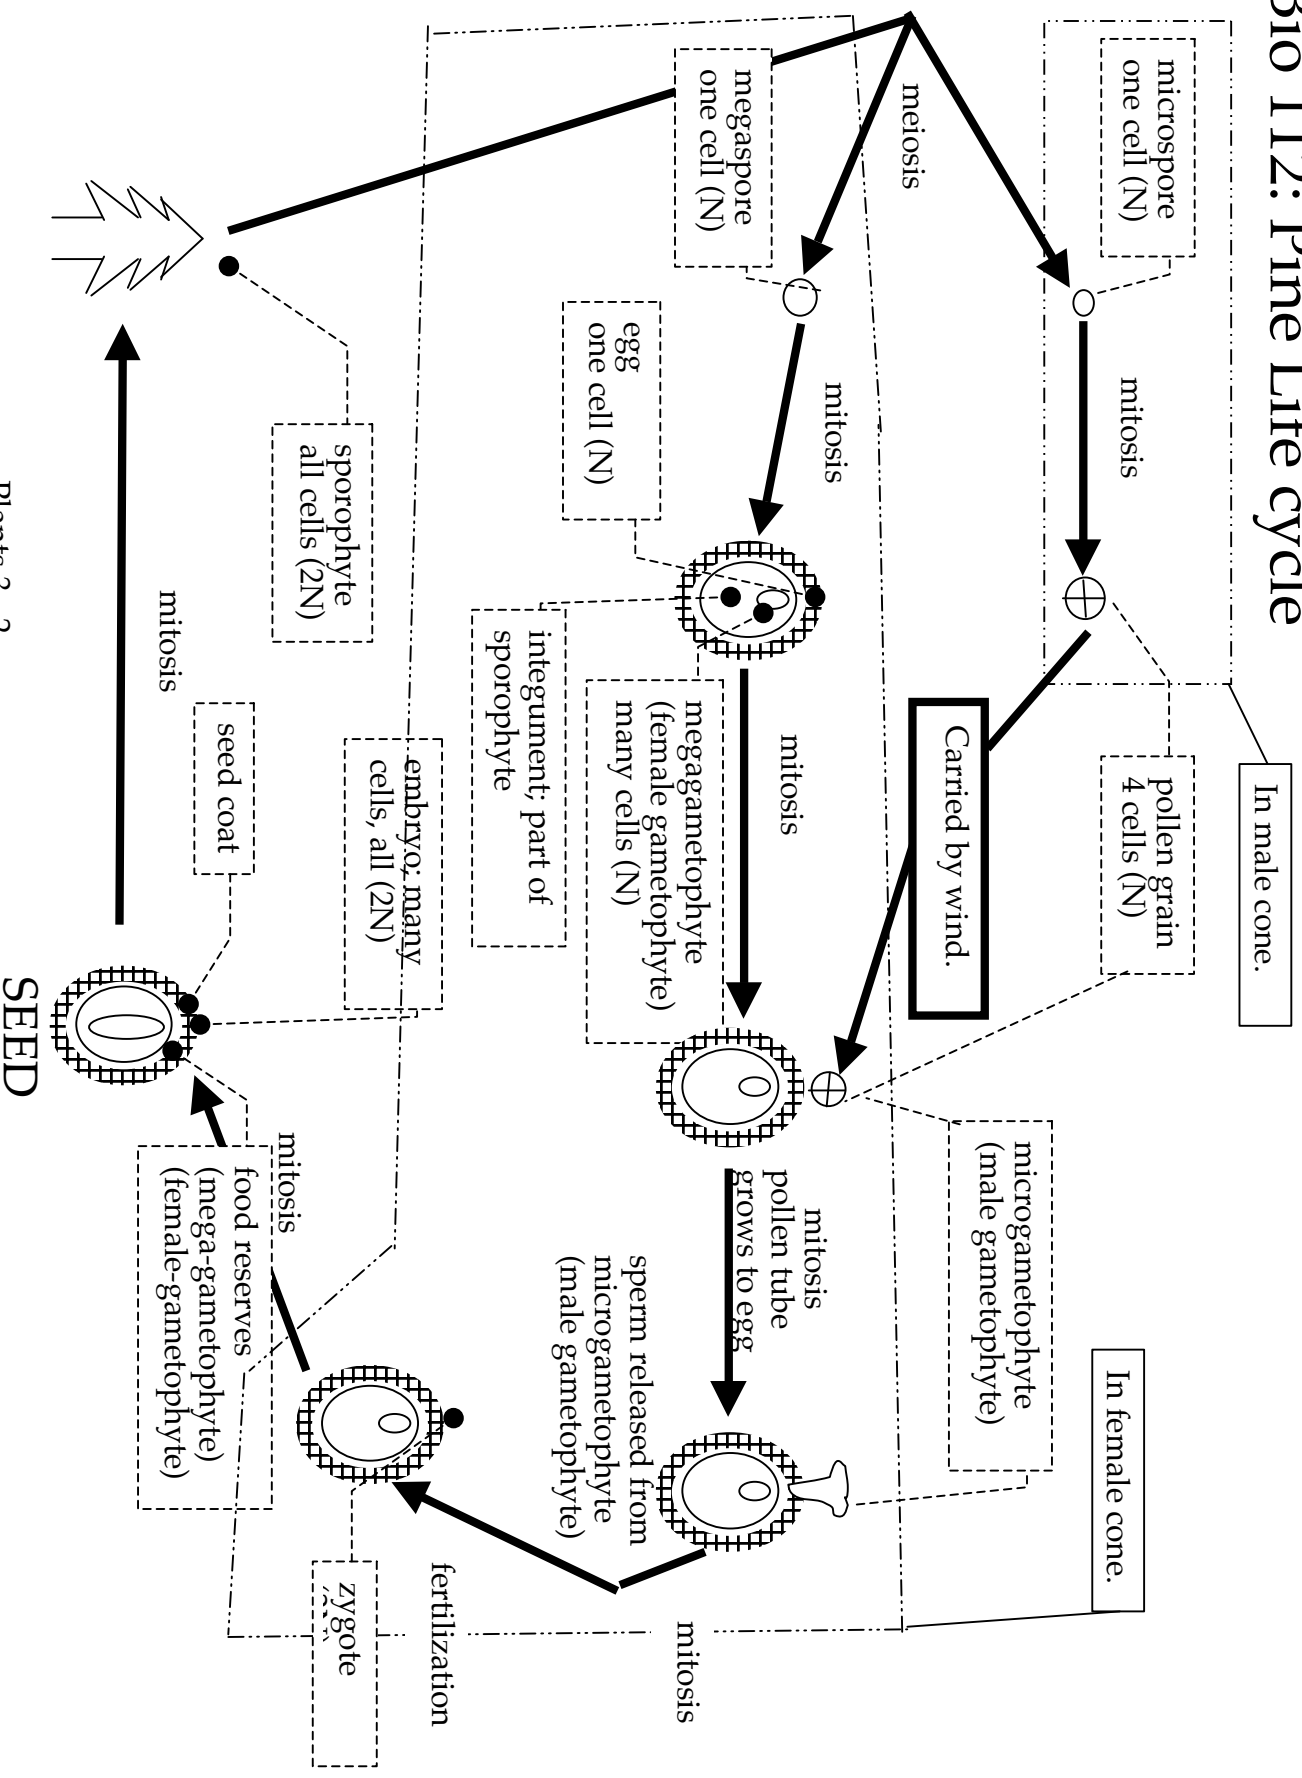 Bio 112: Pine Life cycle
In male cone.
In female cone.
microspore
one cell (N)
mitosis
pollen grain
4 cells (N)
microgametophyte
(male gametophyte)
meiosis
Carried by wind.
megaspore
one cell (N)
mitosis
mitosis
mitosis
pollen tube
grows to egg
egg
one cell (N)
megagametophyte
(female gametophyte)
many cells (N)
sperm released from
microgametophyte
(male gametophyte)
mitosis
integument; part of
sporophyte
fertilization
embryo; many
cells, all (2N)
zygote
sporophyte
all cells (2N)
mitosis
seed coat
food reserves
(mega-gametophyte)
(female-gametophyte)
mitosis
SEED